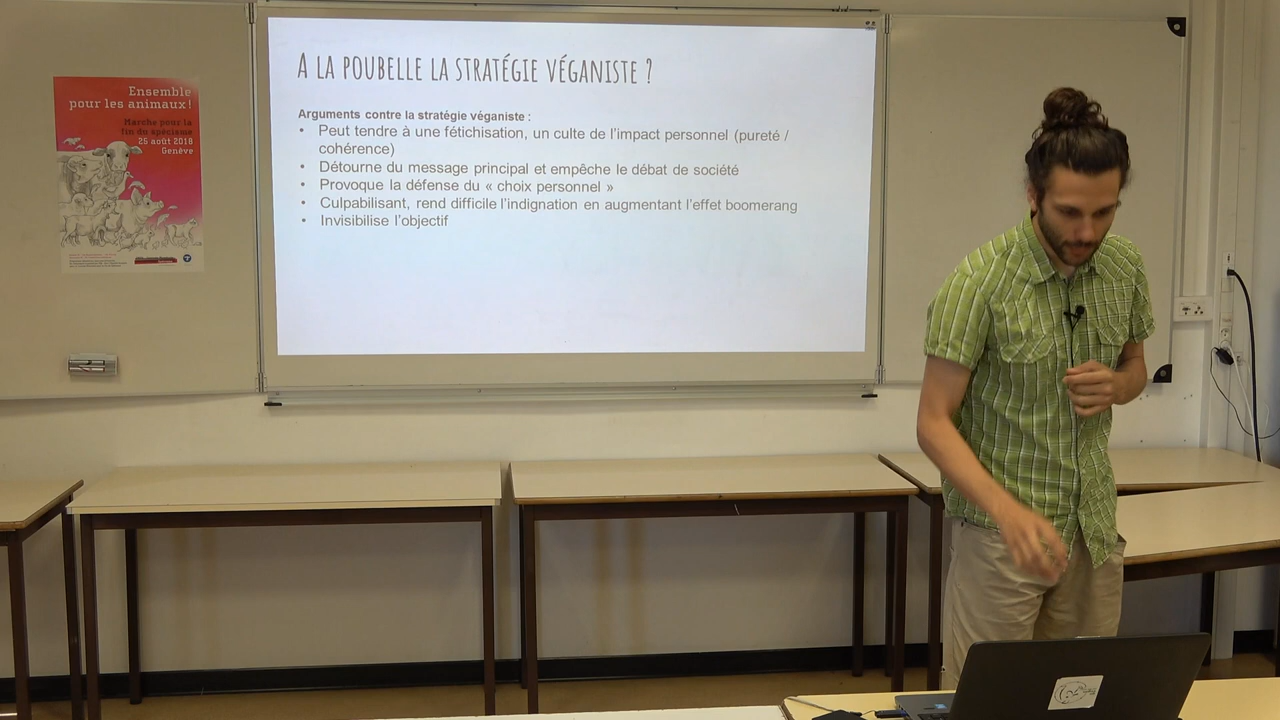 Ensemble
pour les animaux!
Marche pour la
fin du spécisme
25 août 2018
Genève
A LA POUBELLE LA STRATÉGIE VÉGANISTE ?
Arguments contre la stratégie véganiste :
• Peut tendre à une fétichisation, un culte de l'impact personnel (pureté /
cohérence)
• Détourne du message principal et empêche le débat de société
• Provoque la défense du « choix personnel »
• Culpabilisant, rend difficile l'indignation en augmentant l'effet boomerang
• Invisibilise l'objectif